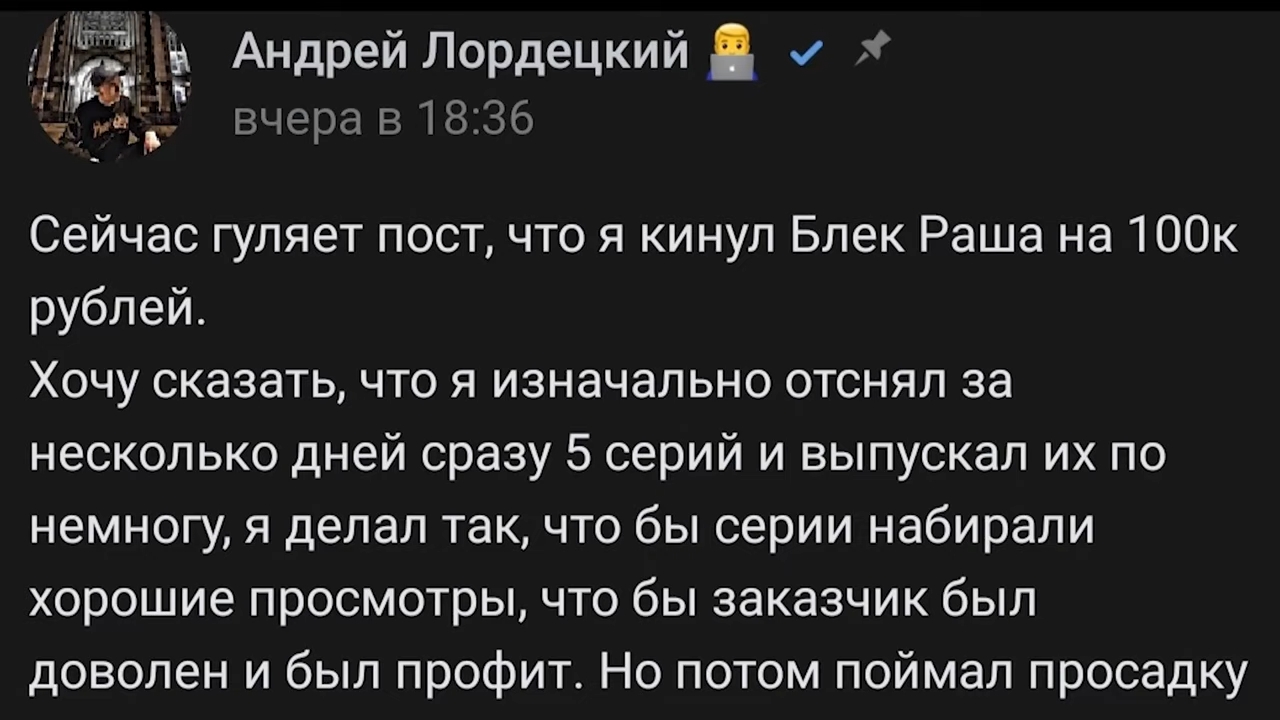 Андрей Лордецкий
вчера в 18:36
Сейчас гуляет пост, что я кинул Блек Раша на 100к
рублей.
Хочу сказать, что я изначально отснял за
несколько дней сразу 5 серий и выпускал их по
немногу, я делал так, что бы серии набирали
хорошие просмотры, что бы заказчик был
доволен и был профит. Но потом поймал просадку